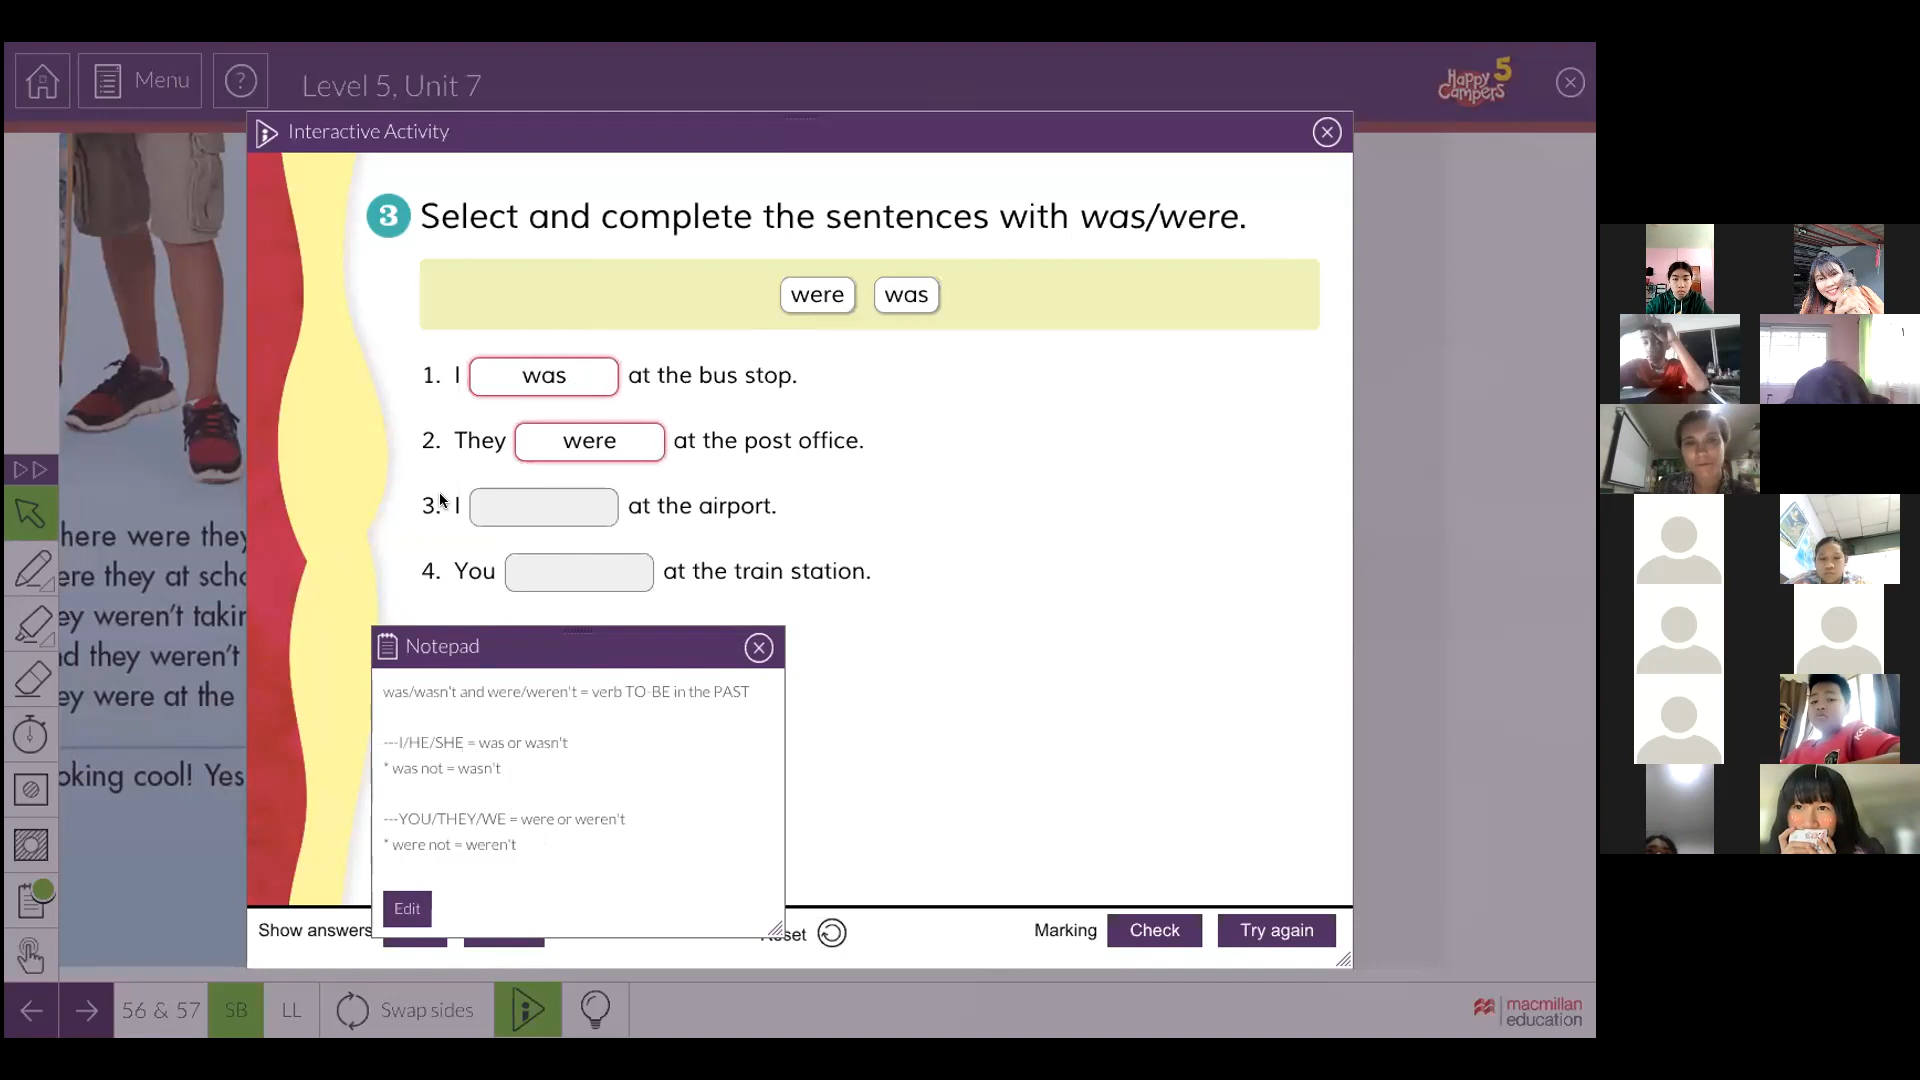 Menu
?
Level 5, Unit 7
Happy Campers 5
Interactive Activity
3 Select and complete the sentences with was/were.
were was
1. I was at the bus stop.
2. They were at the post office.
3. I at the airport.
4. You at the train station.
here were they
ere they at scho
ey weren't takin
d they weren't
ey were at the
oking cool! Yes
Notepad
was/wasn't and were/weren't = verb TO-BE in the PAST
---I/HE/SHE = was or wasn't
* was not = wasn't
---YOU/THEY/WE = were or weren't
* were not = weren't
Edit
Show answers
eset
Marking
Check
Try again
56 & 57
SB
LL
Swap sides
macmillan
education